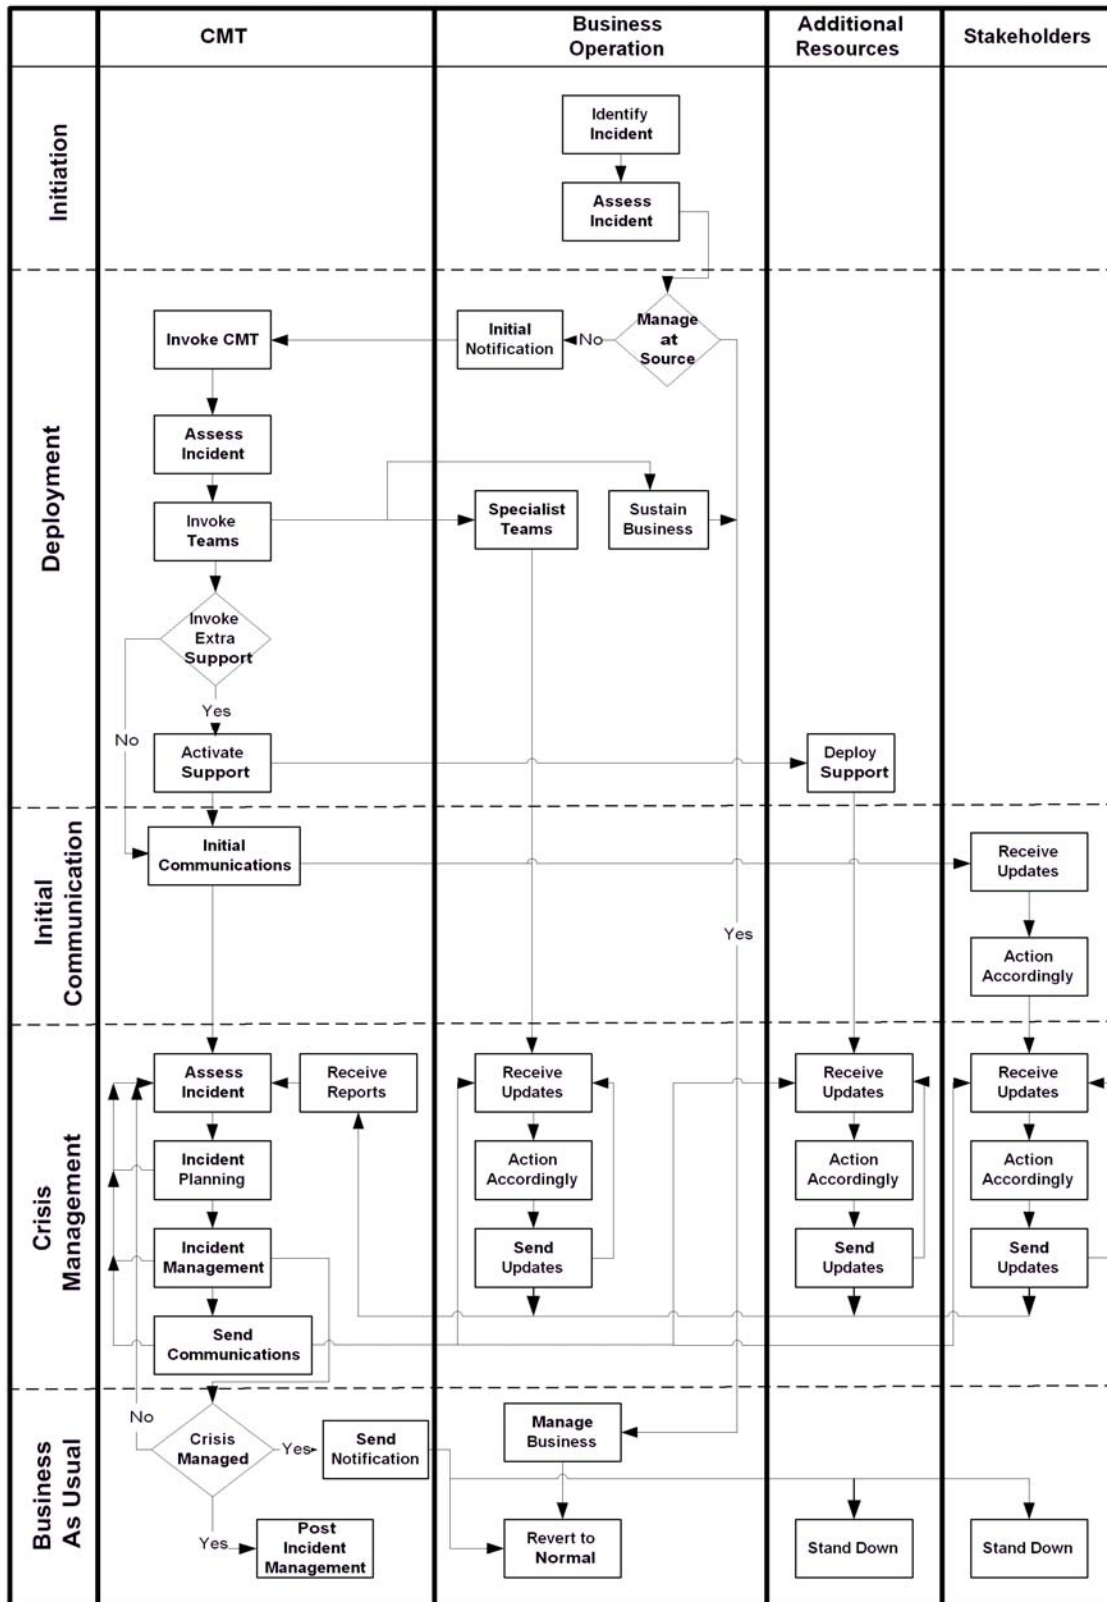 CMT
Business
Operation
Additional
Resources
Stakeholders
Initiation
Identify
Incident
Assess
Incident
Deployment
Invoke CMT
Initial
Notification
No
Manage
at
Source
Assess
Incident
Invoke
Teams
Specialist
Teams
Sustain
Business
Invoke
Extra
Support
Yes
No
Activate
Support
Deploy
Support
Initial
Communication
Initial
Communications
Receive
Updates
Yes
Action
Accordingly
Crisis
Management
Assess
Incident
Receive
Reports
Receive
Updates
Receive
Updates
Receive
Updates
Incident
Planning
Action
Accordingly
Action
Accordingly
Action
Accordingly
Incident
Management
Send
Updates
Send
Updates
Send
Updates
Send
Communications
Business
As Usual
No
Crisis
Managed
Yes
Send
Notification
Manage
Business
Yes
Post
Incident
Management
Revert to
Normal
Stand Down
Stand Down